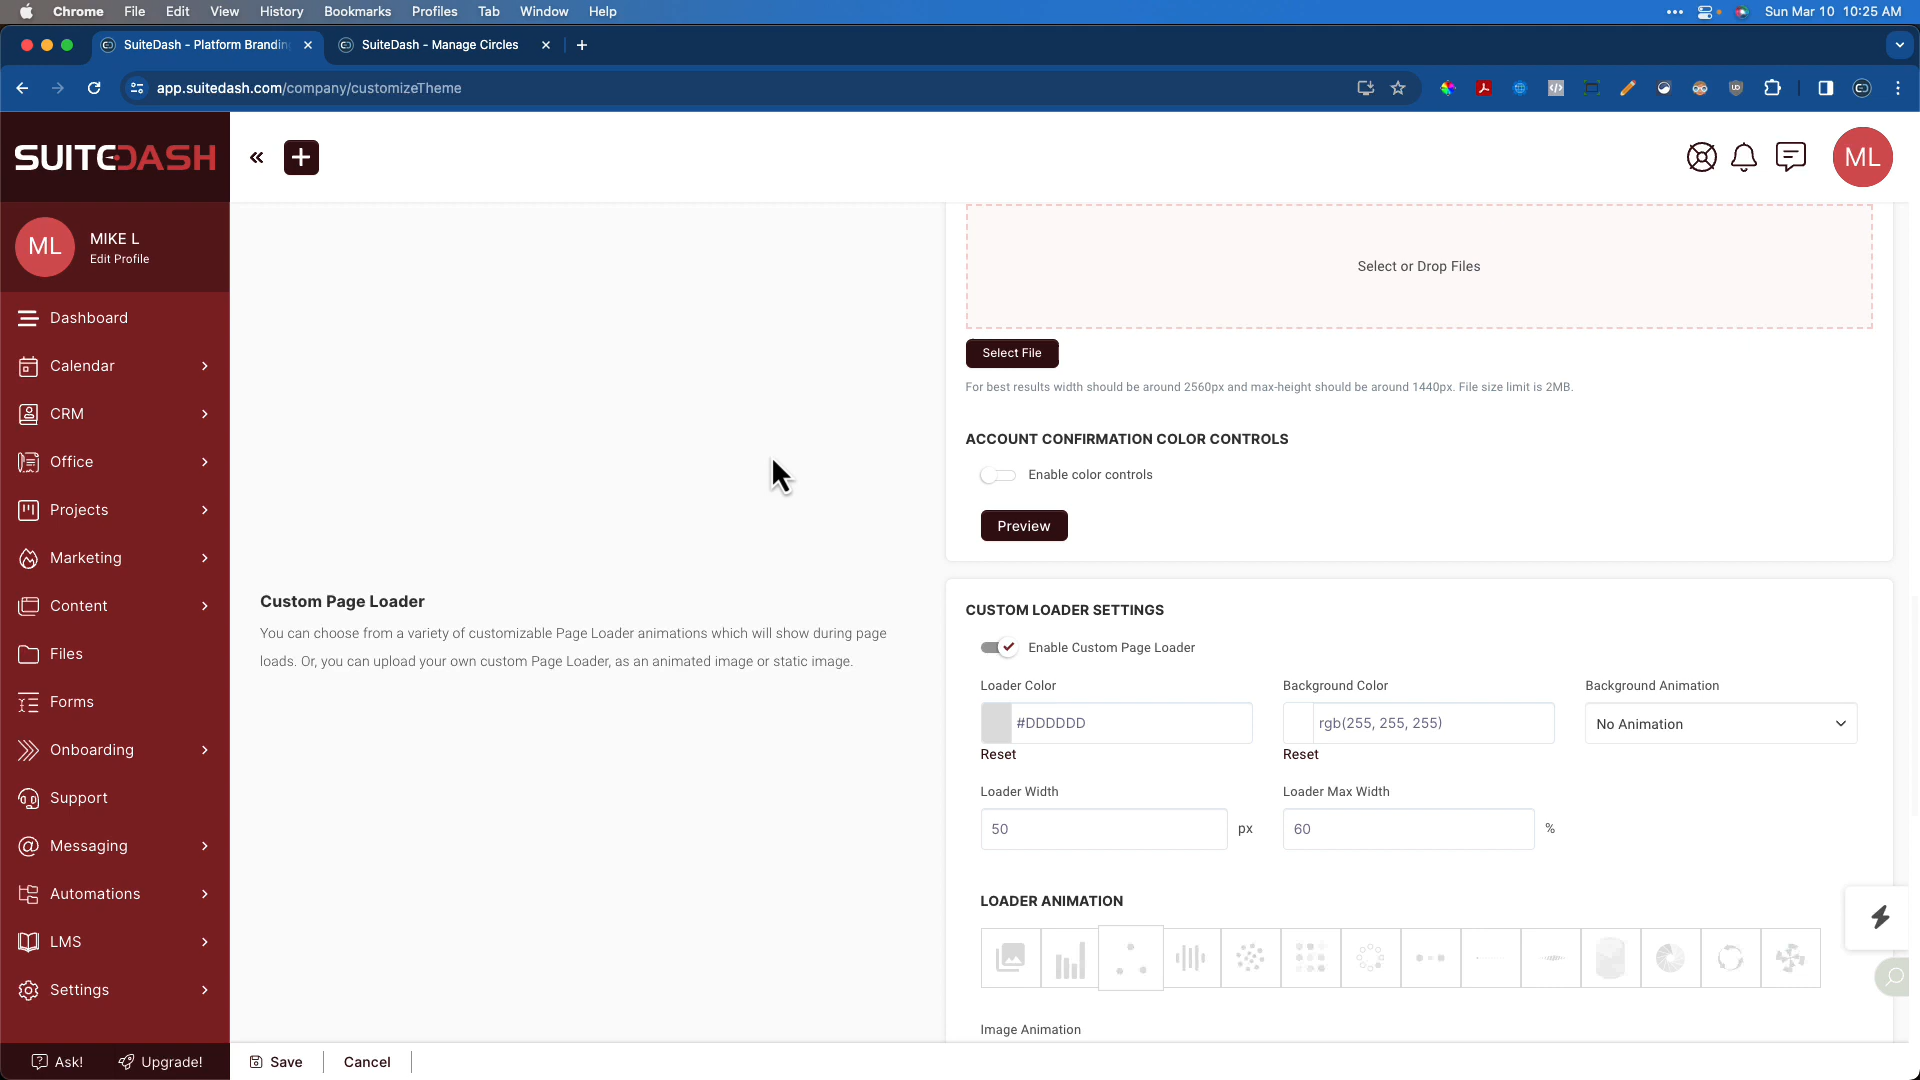 Chrome File Edit View History Bookmarks Profiles Tab Window Help
Sun Mar 10 10:25 AM
SuiteDash - Platform Brandin
SuiteDash - Manage Circles
app.suitedash.com/company/customizeTheme
SUITEDASH
ML
ML
MIKE L
Edit Profile
Dashboard
Calendar
CRM
Office
Projects
Marketing
Content
Files
Forms
Onboarding
Support
Messaging
Automations
LMS
Settings
Ask!
Upgrade!
Select or Drop Files
Select File
For best results width should be around 2560px and max-height should be around 1440px. File size limit is 2MB.
ACCOUNT CONFIRMATION COLOR CONTROLS
Enable color controls
Preview
Custom Page Loader
You can choose from a variety of customizable Page Loader animations which will show during page
loads. Or, you can upload your own custom Page Loader, as an animated image or static image.
CUSTOM LOADER SETTINGS
Enable Custom Page Loader
Loader Color
Background Color
Background Animation
#DDDDDD
rgb(255, 255, 255)
No Animation
Reset
Reset
Loader Width
Loader Max Width
50
px
60
%
LOADER ANIMATION
Image Animation
Save
Cancel